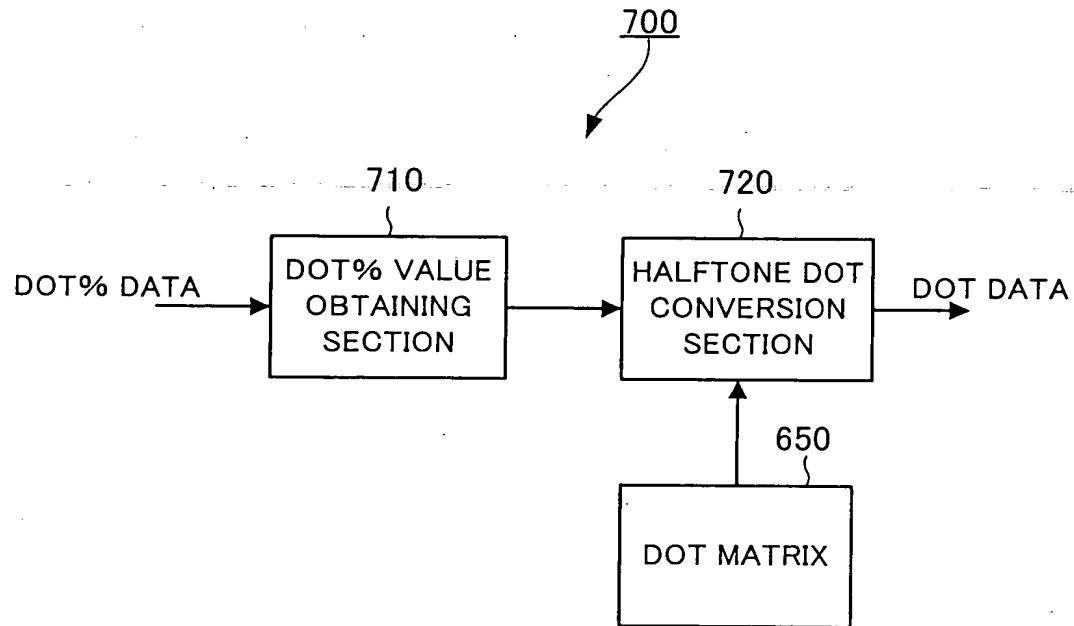 700
710
720
DOT% DATA
DOT% VALUE
OBTAINING
SECTION
HALFTONE DOT
CONVERSION
SECTION
DOT DATA
650
DOT MATRIX